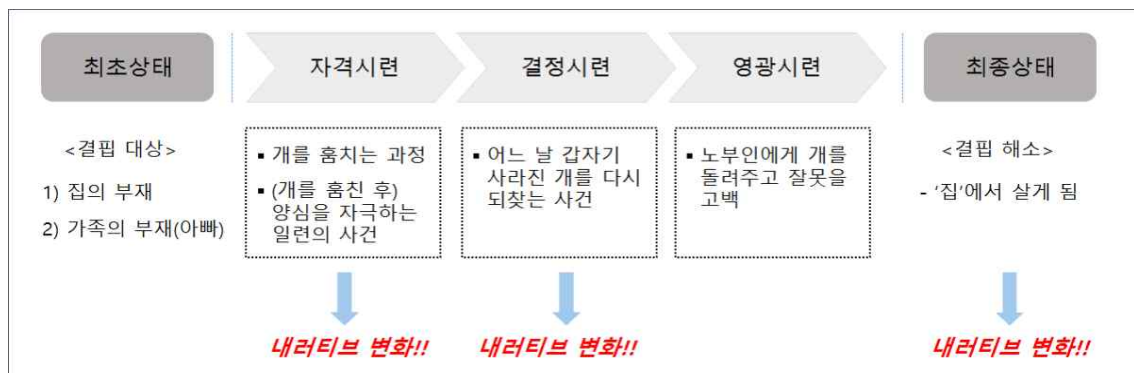 최초상태
자격시련
결정시련
영광시련
최종상태
<결핍 대상>
1) 집의 부재
2) 가족의 부재(아빠)
▪ 개를 훔치는 과정
▪ (개를 훔친 후)
양심을 자극하는
일련의 사건
▪ 어느 날 갑자기
사라진 개를 다시
되찾는 사건
▪ 노부인에게 개를
돌려주고 잘못을
고백
<결핍 해소>
- ‘집’에서 살게 됨
내러티브 변화!!
내러티브 변화!!
내러티브 변화!!